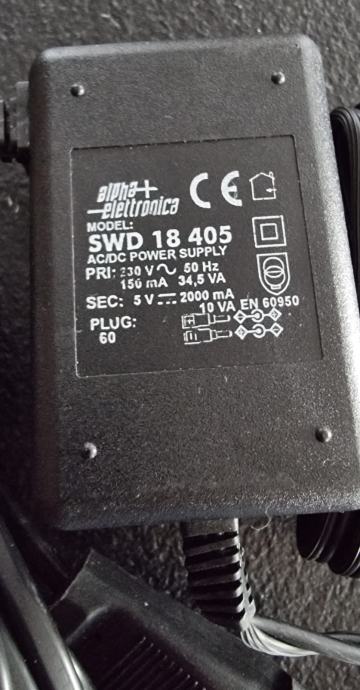 alpha+
elettronica
CE
MODEL:
SWD 18 405
AC/DC POWER SUPPLY
PRI: 230 V ~ 50 Hz
150 mA 34,5 VA
SEC: 5 V ⎓ 2000 mA
10 VA EN 60950
PLUG:
60